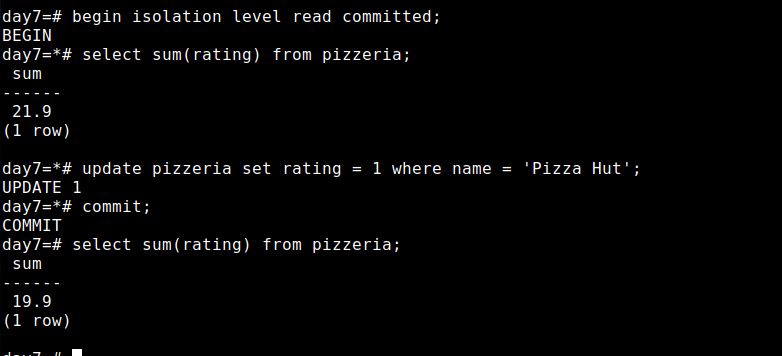 day7=# begin isolation level read committed;
BEGIN
day7=*# select sum(rating) from pizzeria;
 sum
------
 21.9
(1 row)

day7=*# update pizzeria set rating = 1 where name = 'Pizza Hut';
UPDATE 1
day7=*# commit;
COMMIT
day7=# select sum(rating) from pizzeria;
 sum
------
 19.9
(1 row)

day7=#